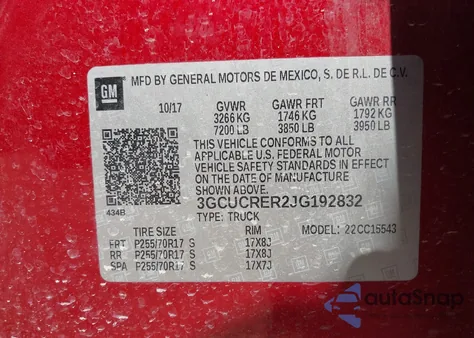 GM
MFD BY GENERAL MOTORS DE MEXICO, S. DE R.L. DE C.V.
10/17 GVWR GAWR FRT GAWR RR
3266 KG 1746 KG 1792 KG
7200 LB 3850 LB 3950 LB
THIS VEHICLE CONFORMS TO ALL
APPLICABLE U.S. FEDERAL MOTOR
VEHICLE SAFETY STANDARDS IN EFFECT
ON THE DATE OF MANUFACTURE
SHOWN ABOVE.
3GCUCRER2JG192832
434B TYPE: TRUCK
TIRE SIZE RIM MODEL: 22CC15543
FRT P255/70R17 S 17X8J
RR P255/70R17 S 17X8J
SPA P255/70R17 S 17X7J
autoSnap